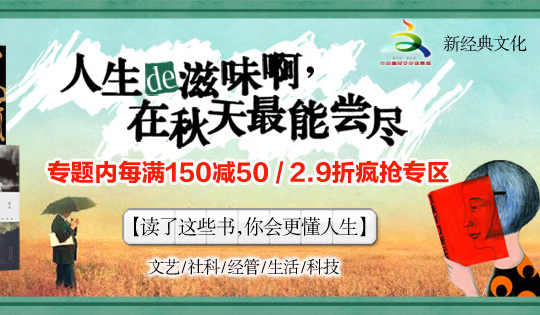 新经典文化
人生de滋味啊,
在秋天最能尝尽
专题内每满150减50 / 2.9折疯抢专区
【读了这些书,你会更懂人生】
文艺/社科/经管/生活/科技